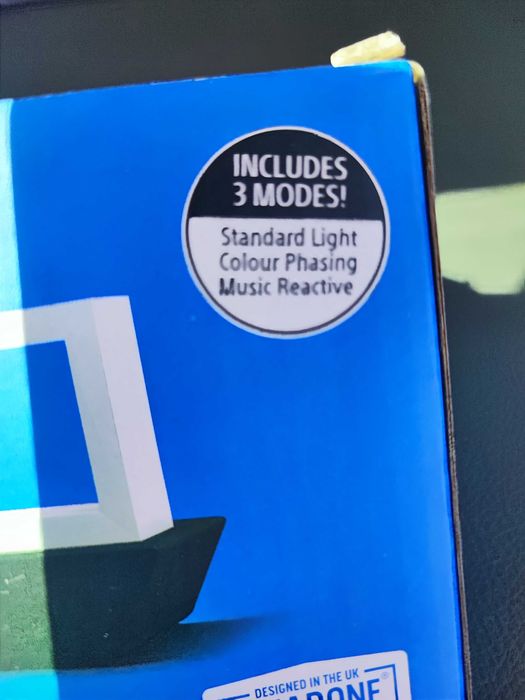 INCLUDES
3 MODES!
Standard Light
Colour Phasing
Music Reactive
DESIGNED IN THE UK